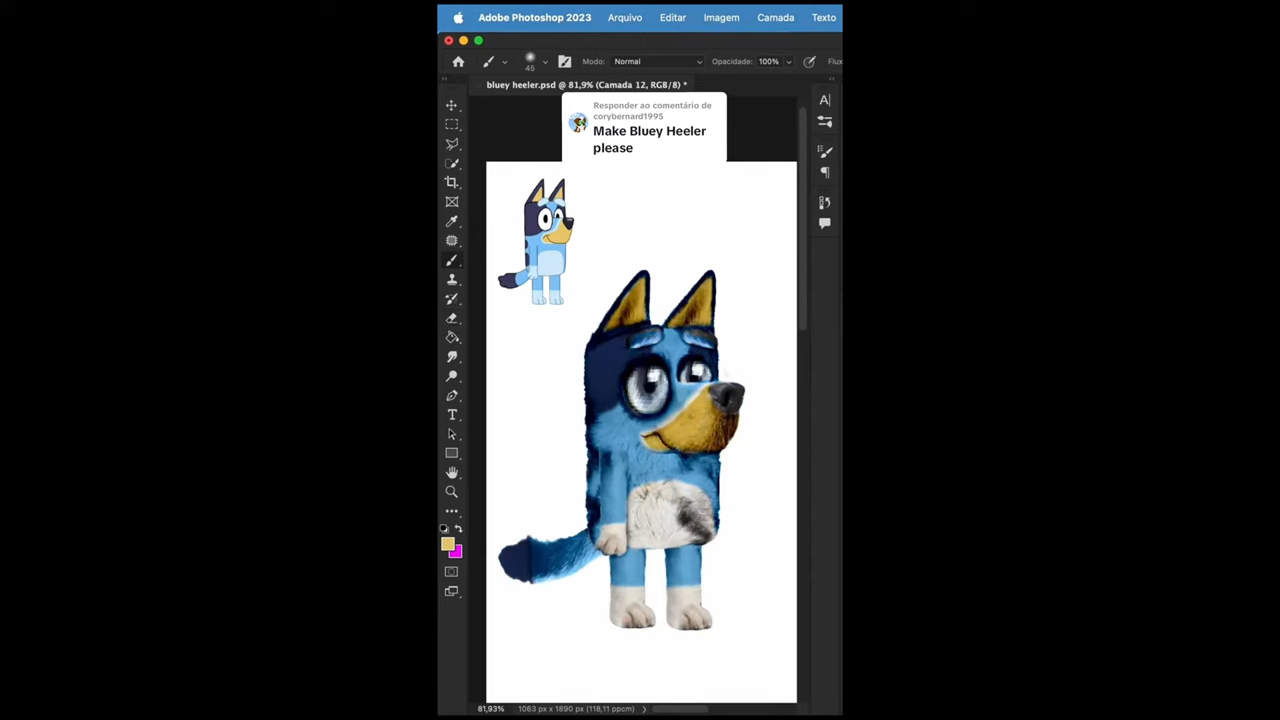 Adobe Photoshop 2023 Arquivo Editar Imagem Camada Texto
45 Modo: Normal Opacidade: 100% Flux
bluey heeler.psd @ 81,9% (Camada 12, RGB/8) *
Responder ao comentário de
corybernard1995
Make Bluey Heeler
please
81,93% 1063 px x 1890 px (118,11 ppcm)